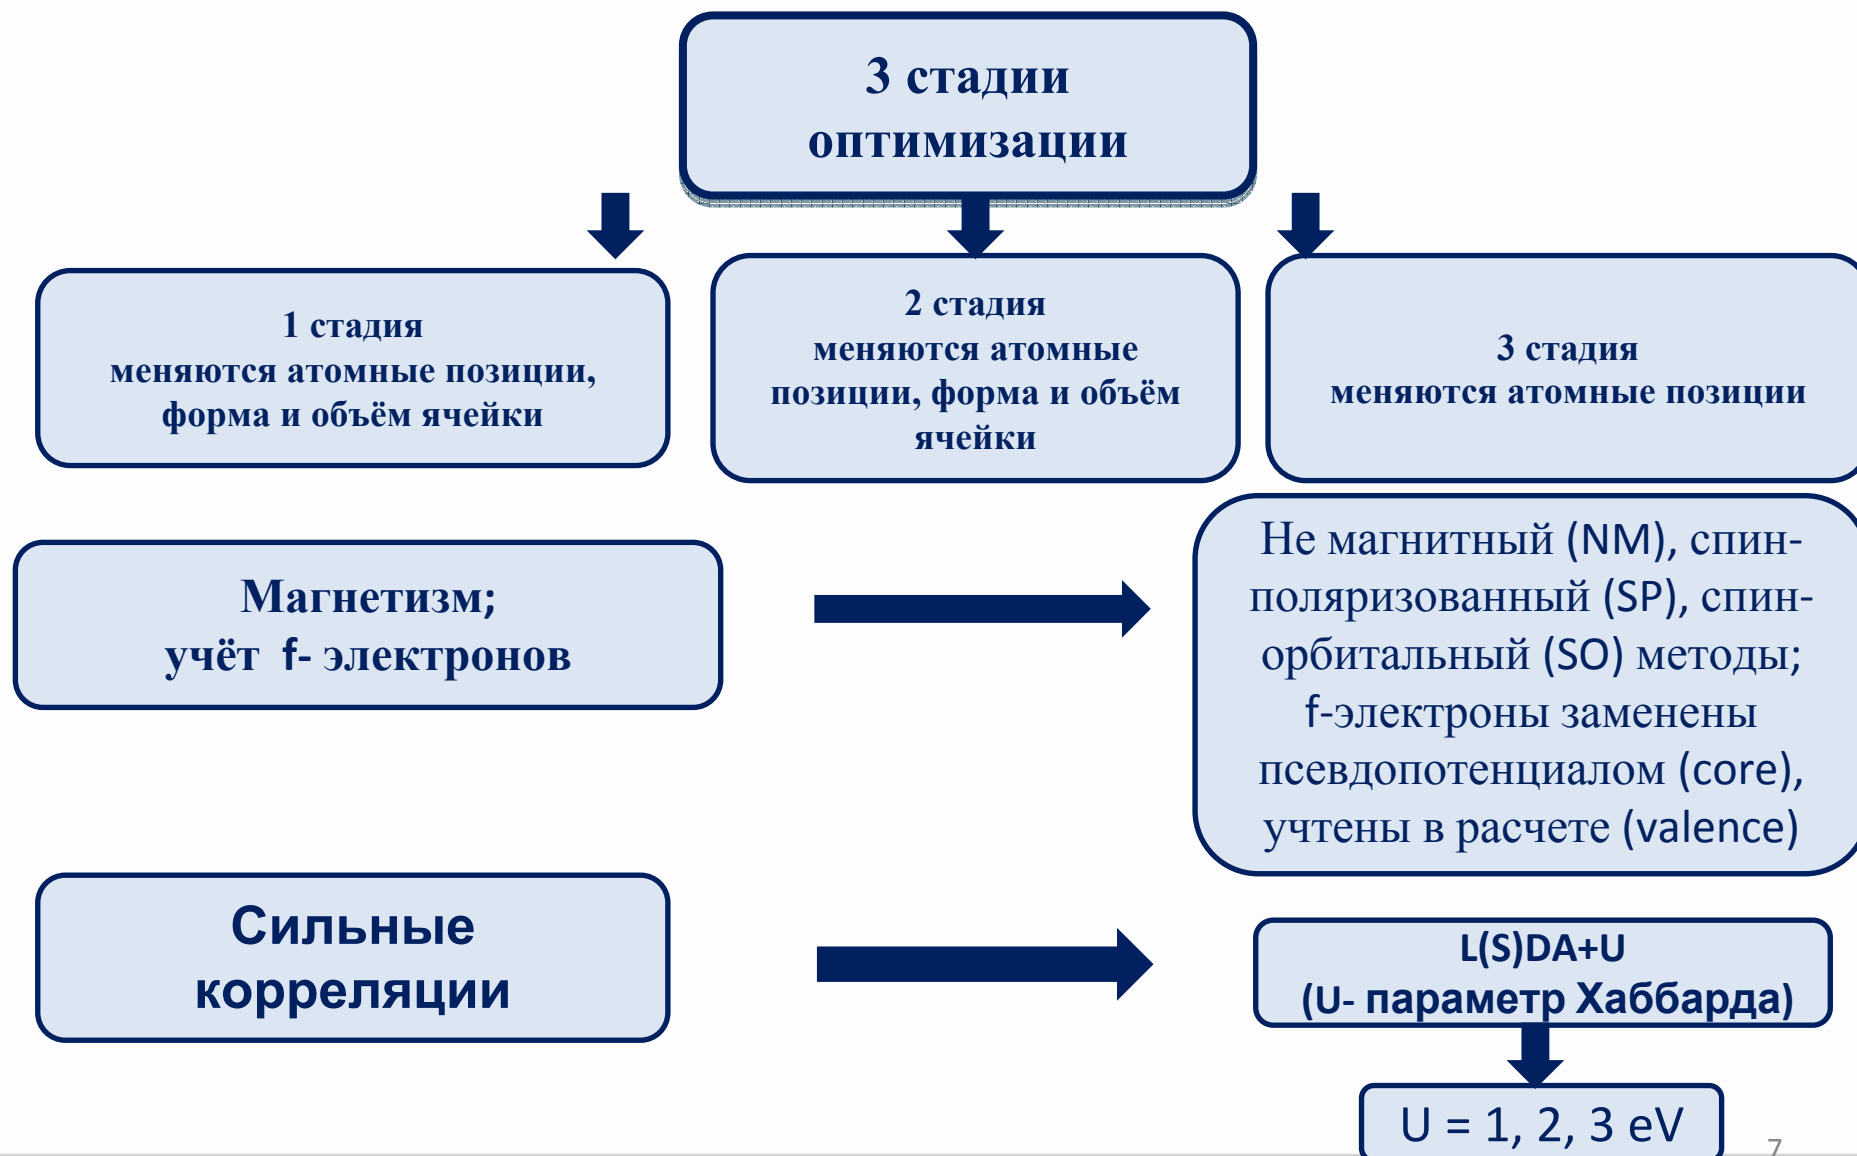 3 стадии
оптимизации
1 стадия
меняются атомные позиции,
форма и объём ячейки
2 стадия
меняются атомные
позиции, форма и объём
ячейки
3 стадия
меняются атомные позиции
Магнетизм;
учёт f- электронов
Не магнитный (NM), спин-
поляризованный (SP), спин-
орбитальный (SO) методы;
f-электроны заменены
псевдопотенциалом (core),
учтены в расчете (valence)
Сильные
корреляции
L(S)DA+U
(U- параметр Хаббарда)
U = 1, 2, 3 eV
7